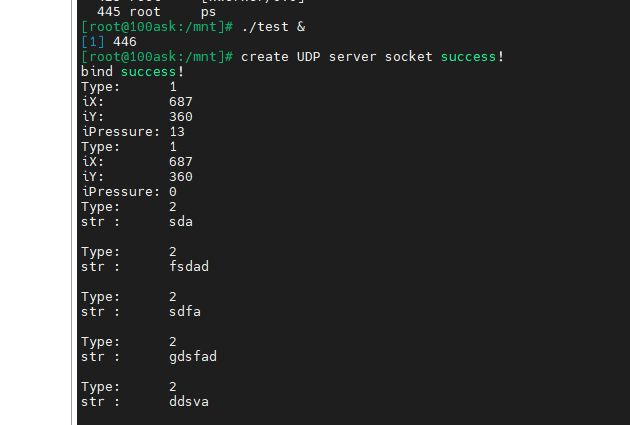 445 root     ps
[root@100ask:/mnt]# ./test &
[1] 446
[root@100ask:/mnt]# create UDP server socket success!
bind success!
Type:      1
iX:        687
iY:        360
iPressure: 13
Type:      1
iX:        687
iY:        360
iPressure: 0
Type:      2
str :      sda
Type:      2
str :      fsdad
Type:      2
str :      sdfa
Type:      2
str :      gdsfad
Type:      2
str :      ddsva